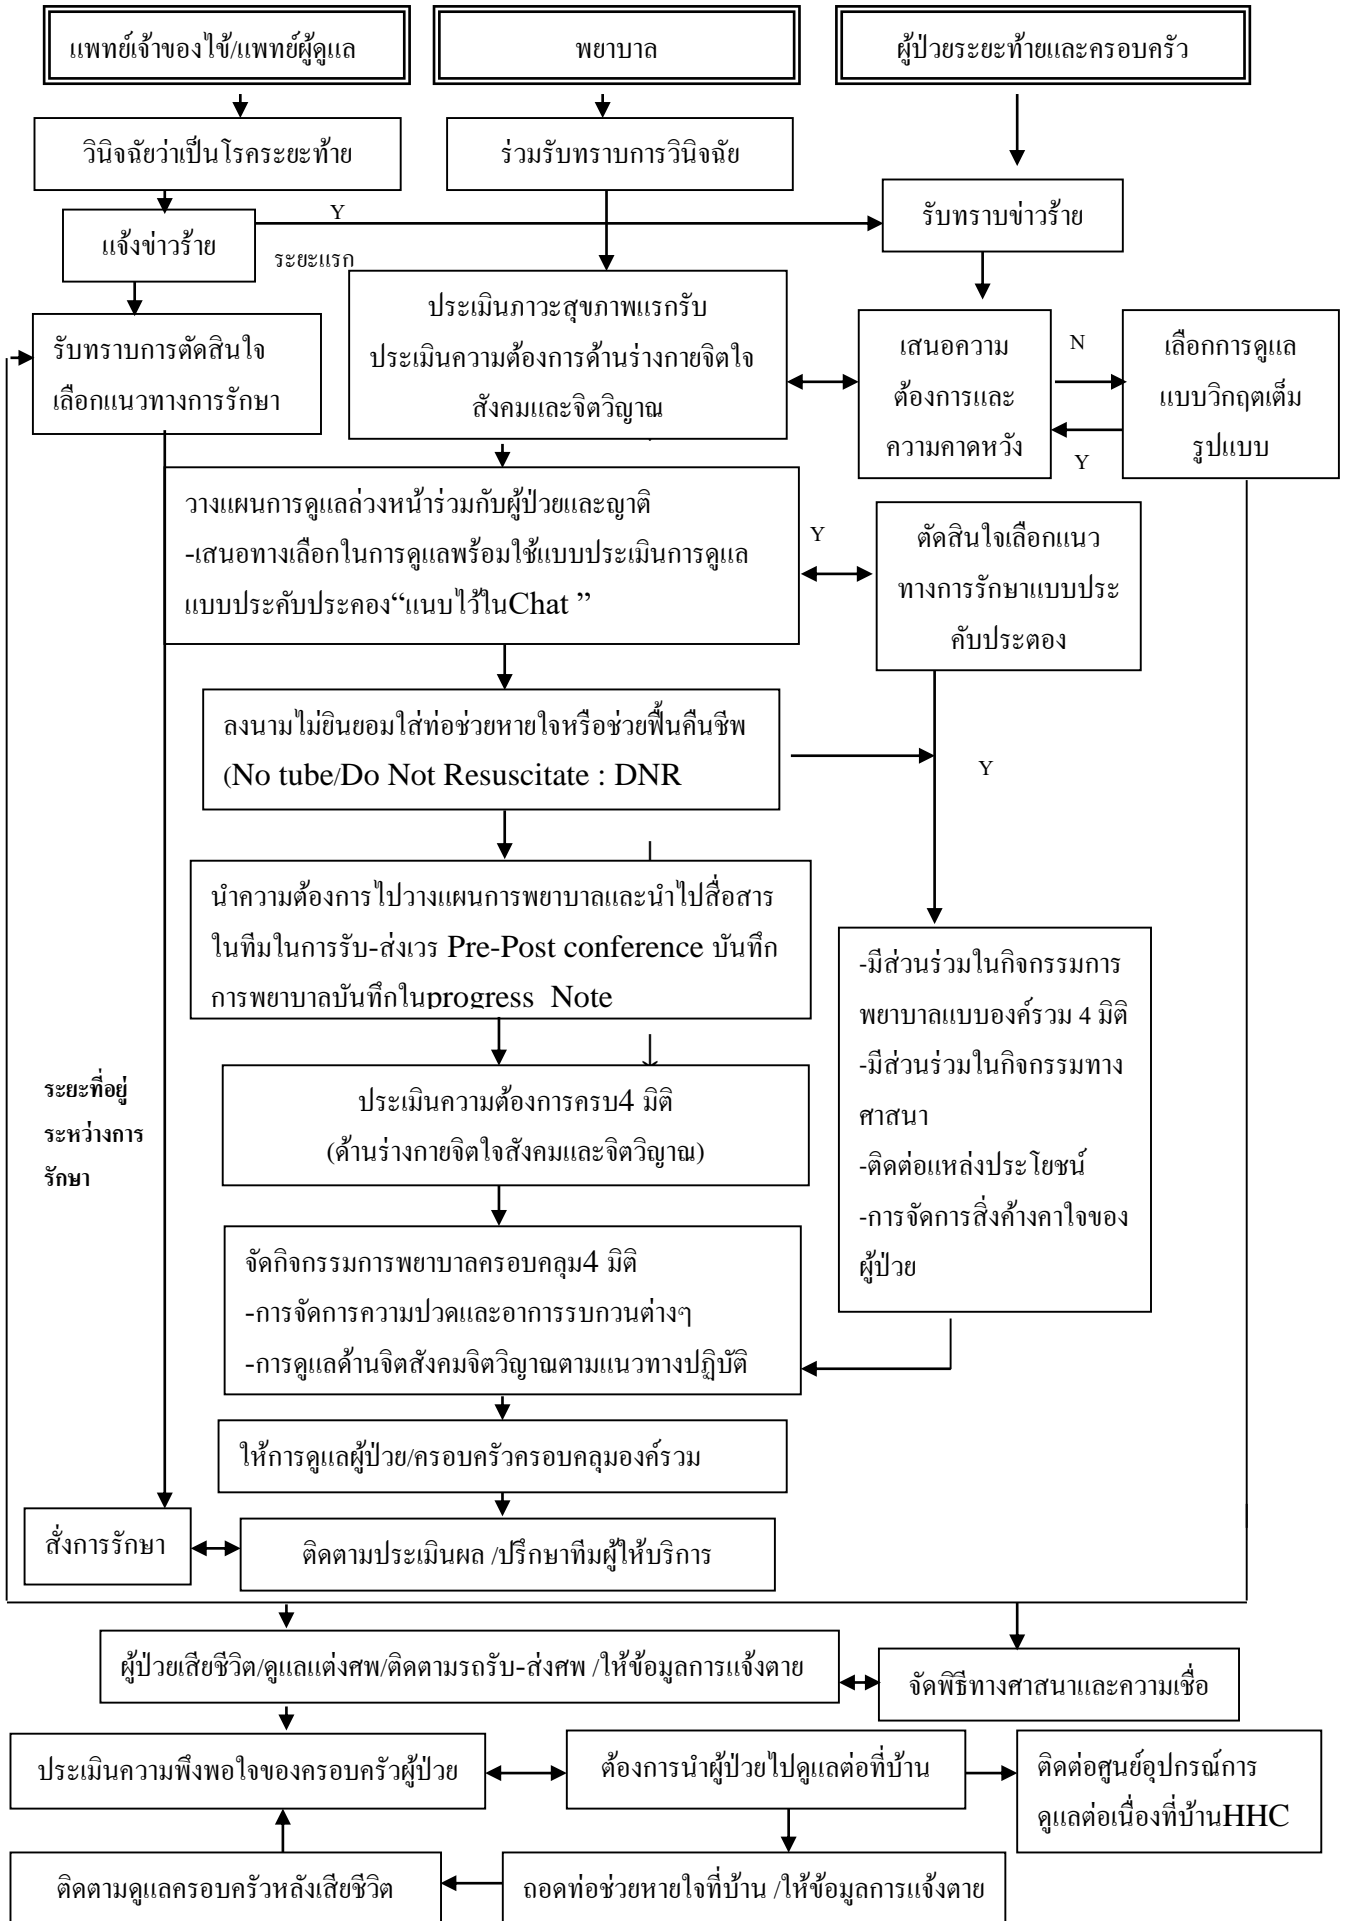 แพทย์เจ้าของไข้/แพทย์ผู้ดูแล
พยาบาล
ผู้ป่วยระยะท้ายและครอบครัว
วินิจฉัยว่าเป็นโรคระยะท้าย
ร่วมรับทราบการวินิจฉัย
รับทราบข่าวร้าย
Y
แจ้งข่าวร้าย
ระยะแรก
ประเมินภาวะสุขภาพแรกรับ
ประเมินความต้องการด้านร่างกายจิตใจ
สังคมและจิตวิญาณ
รับทราบการตัดสินใจ
เลือกแนวทางการรักษา
เสนอความ
ต้องการและ
ความคาดหวัง
N
Y
เลือกการดูแล
แบบวิกฤตเต็ม
รูปแบบ
วางแผนการดูแลล่วงหน้าร่วมกับผู้ป่วยและญาติ
-เสนอทางเลือกในการดูแลพร้อมใช้แบบประเมินการดูแล
แบบประคับประคอง“แนบไว้ในChat ”
Y
ตัดสินใจเลือกแนว
ทางการรักษาแบบประ
คับประตอง
ลงนามไม่ยินยอมใส่ท่อช่วยหายใจหรือช่วยฟื้นคืนชีพ
(No tube/Do Not Resuscitate : DNR
Y
นำความต้องการไปวางแผนการพยาบาลและนำไปสื่อสาร
ในทีมในการรับ-ส่งเวร Pre-Post conference บันทึก
การพยาบาลบันทึกในprogress Note
-มีส่วนร่วมในกิจกรรมการ
พยาบาลแบบองค์รวม 4 มิติ
-มีส่วนร่วมในกิจกรรมทาง
ศาสนา
-ติดต่อแหล่งประโยชน์
-การจัดการสิ่งค้างคาใจของ
ผู้ป่วย
ระยะที่อยู่
ระหว่างการ
รักษา
ประเมินความต้องการครบ4 มิติ
(ด้านร่างกายจิตใจสังคมและจิตวิญาณ)
จัดกิจกรรมการพยาบาลครอบคลุม4 มิติ
-การจัดการความปวดและอาการรบกวนต่างๆ
-การดูแลด้านจิตสังคมจิตวิญาณตามแนวทางปฏิบัติ
ให้การดูแลผู้ป่วย/ครอบครัวครอบคลุมองค์รวม
สั่งการรักษา
ติดตามประเมินผล /ปรึกษาทีมผู้ให้บริการ
ผู้ป่วยเสียชีวิต/ดูแลแต่งศพ/ติดตามรถรับ-ส่งศพ /ให้ข้อมูลการแจ้งตาย
จัดพิธีทางศาสนาและความเชื่อ
ประเมินความพึงพอใจของครอบครัวผู้ป่วย
ต้องการนำผู้ป่วยไปดูแลต่อที่บ้าน
ติดต่อศูนย์อุปกรณ์การ
ดูแลต่อเนื่องที่บ้านHHC
ติดตามดูแลครอบครัวหลังเสียชีวิต
ถอดท่อช่วยหายใจที่บ้าน /ให้ข้อมูลการแจ้งตาย